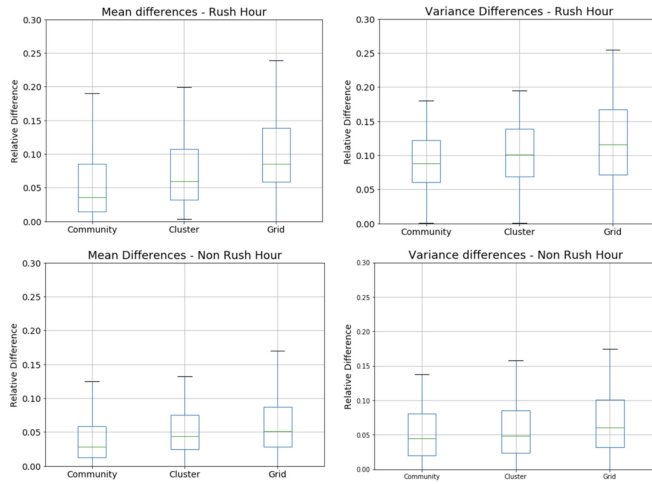 Mean differences - Rush Hour
Relative Difference
0.30
0.25
0.20
0.15
0.10
0.05
0.00
Community Cluster Grid
Variance Differences - Rush Hour
Relative Difference
0.30
0.25
0.20
0.15
0.10
0.05
0.00
Community Cluster Grid
Mean Differences - Non Rush Hour
Relative Difference
0.30
0.25
0.20
0.15
0.10
0.05
0.00
Community Cluster Grid
Variance differences - Non Rush Hour
Relative Difference
0.30
0.25
0.20
0.15
0.10
0.05
0.00
Community Cluster Grid